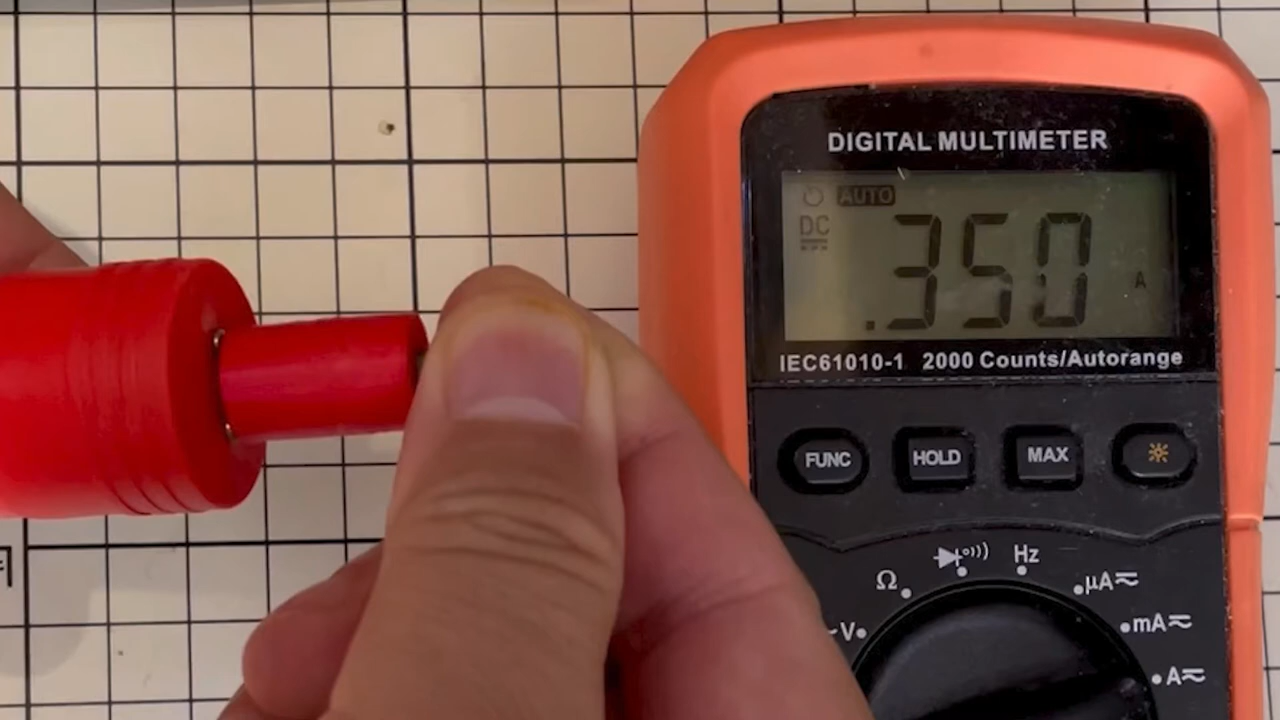 DIGITAL MULTIMETER
AUTO
DC
.350 A
IEC61010-1 2000 Counts/Autorange
FUNC HOLD MAX
Hz
Ω
µA
mA
V
A